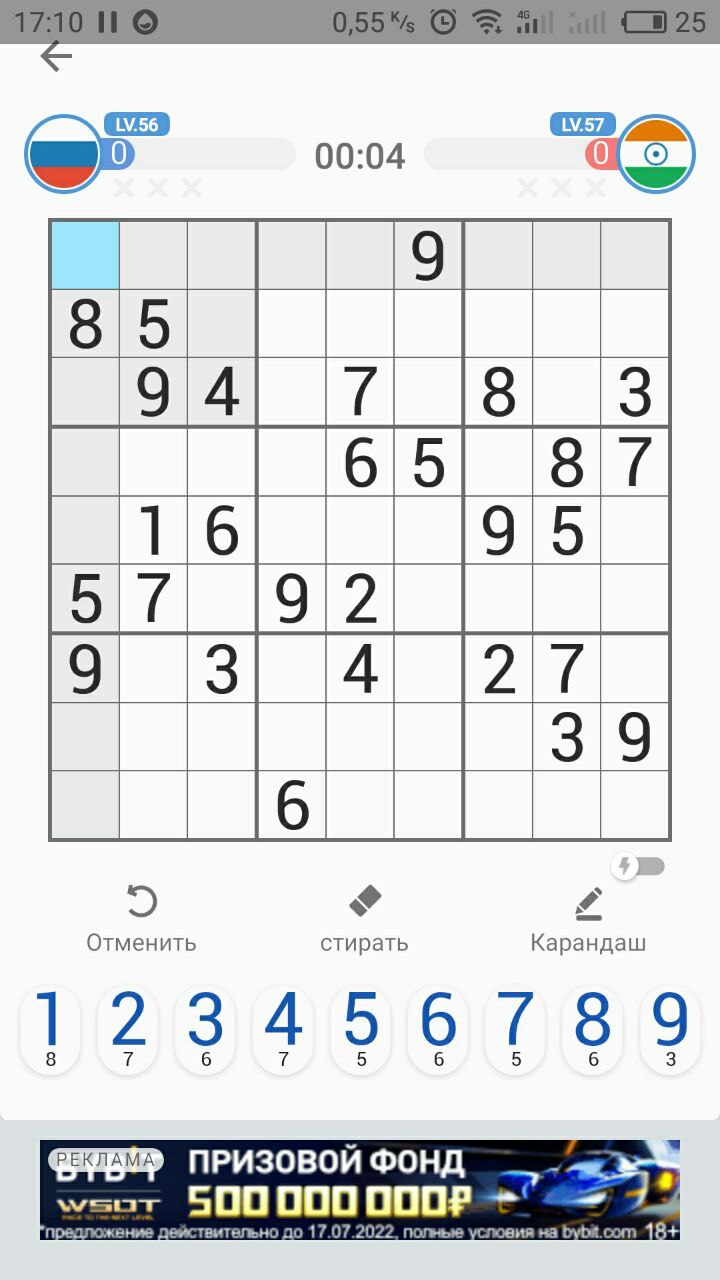 17:10 0,55 K/s 4G 25
LV.56 LV.57
0 00:04 0
9
8 5
9 4 7 8 3
6 5 8 7
1 6 9 5
5 7 9 2
9 3 4 2 7
3 9
6
Отменить стирать Карандаш
1 2 3 4 5 6 7 8 9
8 7 6 7 5 6 5 6 3
РЕКЛАМА
BYBIT ПРИЗОВОЙ ФОНД
WSOT 500 000 000₽
*предложение действительно до 17.07.2022, полные условия на bybit.com 18+